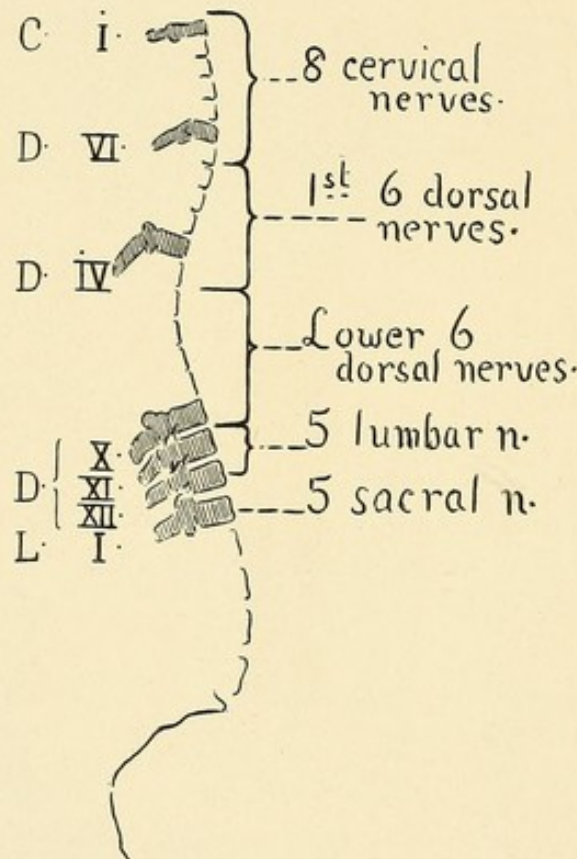 C. I.
8 cervical
nerves.
D. VI.
1st 6 dorsal
nerves.
D. IV
Lower 6
dorsal nerves.
5 lumbar n.
X.
D. XI.
XII.
5 sacral n.
L. I.